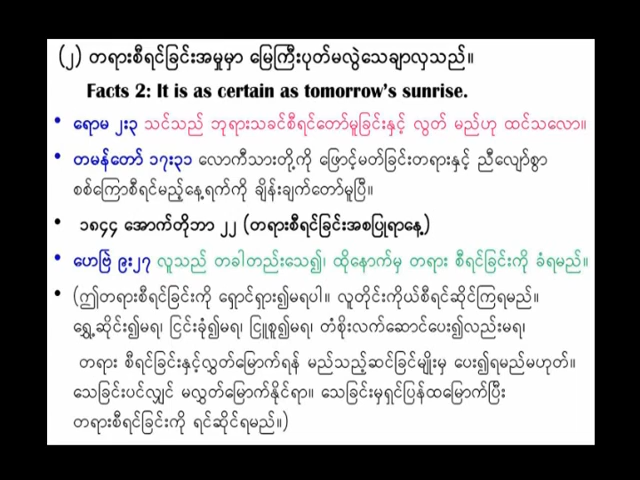 (၂) တရားစီရင်ခြင်းအမှုမှာ မြေကြီးပုတ်မလွဲသေချာလှသည်။
Facts 2: It is as certain as tomorrow's sunrise.
• ရောမ ၂း၃ သင်သည် ဘုရားသခင်စီရင်တော်မူခြင်းနှင့် လွတ် မည်ဟု ထင်သလော။
• တမန်တော် ၁၇း၃၁ လောကီသားတို့ကို ဖြောင့်မတ်ခြင်းတရားနှင့် ညီလျော်စွာ
စစ်ကြောစီရင်မည့်နေ့ရက်ကို ချိန်းချက်တော်မူပြီ။
• ၁၈၄၄ အောက်တိုဘာ ၂၂ (တရားစီရင်ခြင်းအစပြုရာနေ့)
• ဟေဗြဲ ၉း၂၇ လူသည် တခါတည်းသေ၍၊ ထိုနောက်မှ တရား စီရင်ခြင်းကို ခံရမည်။
• (ဤတရားစီရင်ခြင်းကို ရှောင်ရှား၍မရပါ။ လူတိုင်းကိုယ်စီရင်ဆိုင်ကြရမည်။
ရွှေ့ဆိုင်း၍မရ၊ ငြင်းခုံ၍မရ၊ ငြူစူ၍မရ၊ တံစိုးလက်ဆောင်ပေး၍လည်းမရ၊
တရား စီရင်ခြင်းနှင့်လွတ်မြောက်ရန် မည်သည့်ဆင်ခြင်မျိုးမှ ပေး၍ရမည်မဟုတ်။
သေခြင်းပင်လျှင် မလွတ်မြောက်နိုင်ရာ။ သေခြင်းမှရှင်ပြန်ထမြောက်ပြီး
တရားစီရင်ခြင်းကို ရင်ဆိုင်ရမည်။)